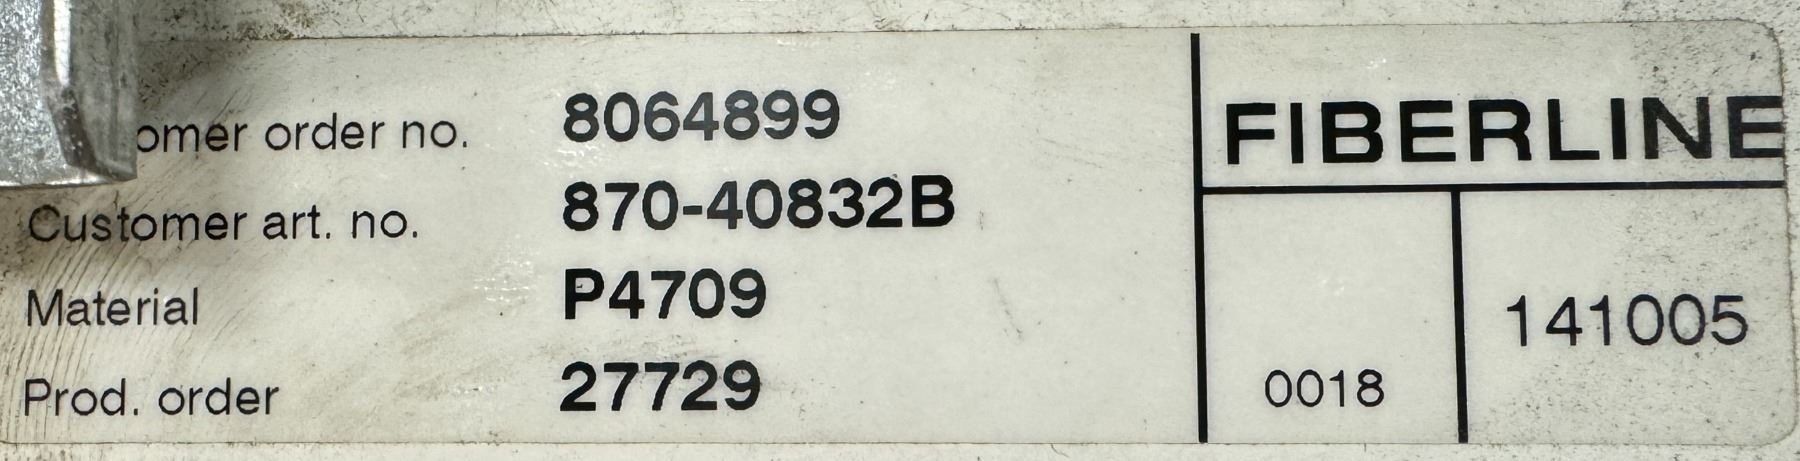 omer order no. 8064899
Customer art. no. 870-40832B
Material P4709
Prod. order 27729
FIBERLINE
0018
141005